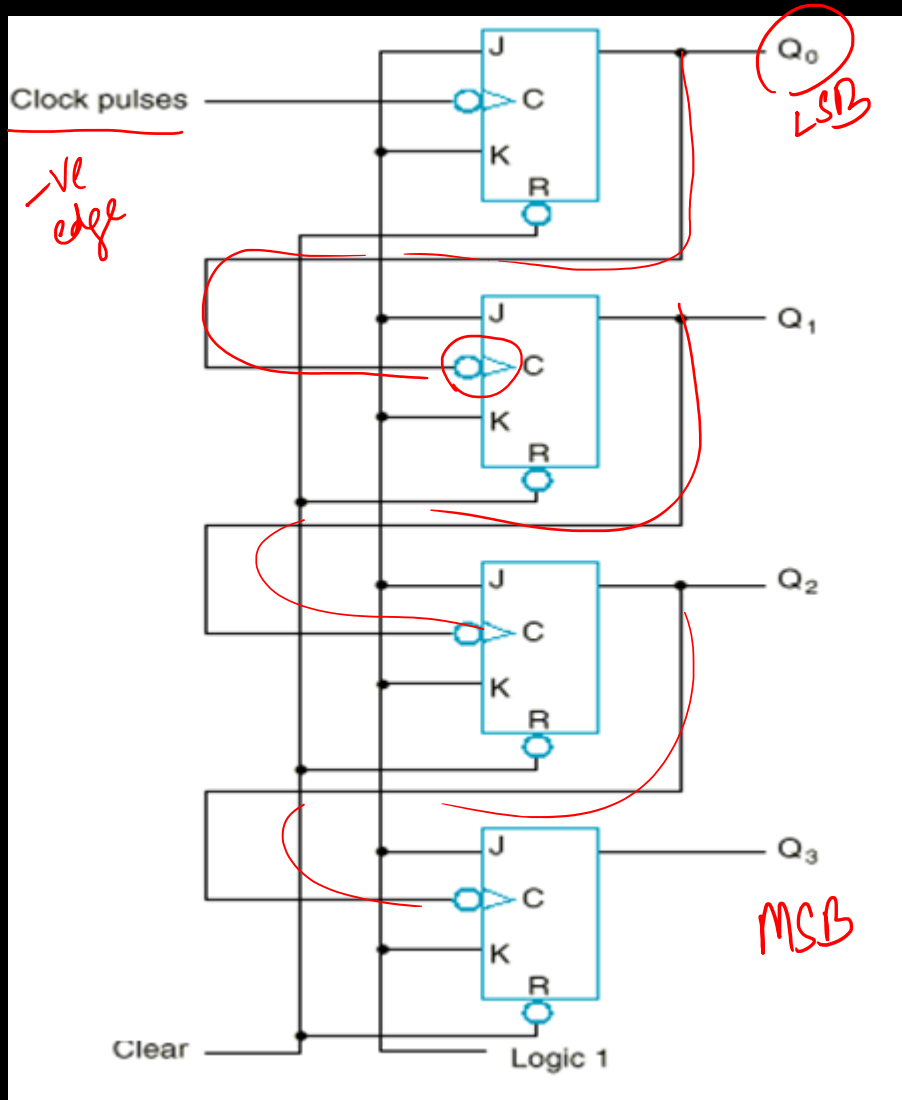 J
Q₀
Clock pulses
C
LSB
K
-ve
edge
R
J
Q₁
C
K
R
J
Q₂
C
K
R
J
Q₃
C
MSB
K
R
Clear
Logic 1